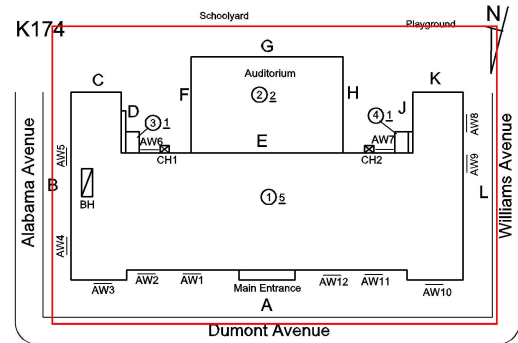 Schoolyard
N
K174
Playground
G
C
K
Auditorium
F
H
D
J
2 2
3 1
4 1
AW8
AW6
E
AW7
AW5
CH1
CH2
AW9
Alabama Avenue
B
BH
1 5
L
Williams Avenue
AW4
AW3
AW2
AW1
Main Entrance
AW12
AW11
AW10
A
Dumont Avenue